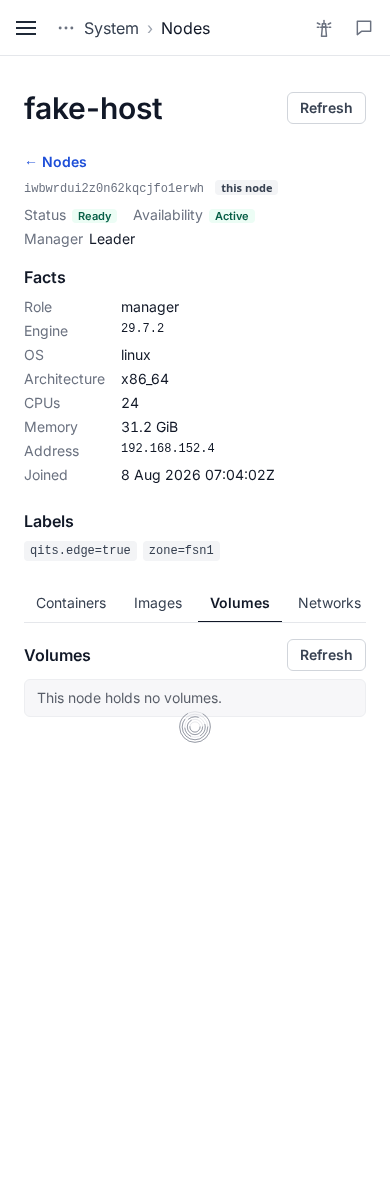 ··· System › Nodes
fake-host
Refresh
← Nodes
iwbwrdui2z0n62kqcjfo1erwh this node
Status Ready Availability Active
Manager Leader
Facts
Role manager
Engine 29.7.2
OS linux
Architecture x86_64
CPUs 24
Memory 31.2 GiB
Address 192.168.152.4
Joined 8 Aug 2026 07:04:02Z
Labels
qits.edge=true zone=fsn1
Containers Images Volumes Networks
Volumes Refresh
This node holds no volumes.